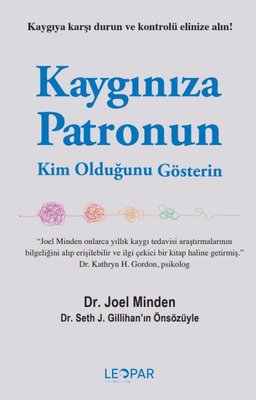 Kaygıya karşı durun ve kontrolü elinize alın!
Kaygınıza
Patronun
Kim Olduğunu Gösterin
“Joel Minden onlarca yıllık kaygı tedavisi araştırmalarının
bilgeliğini alıp erişilebilir ve ilgi çekici bir kitap haline getirmiş.”
Dr. Kathryn H. Gordon, psikolog
Dr. Joel Minden
Dr. Seth J. Gillihan’ın Önsözüyle
LEOPAR